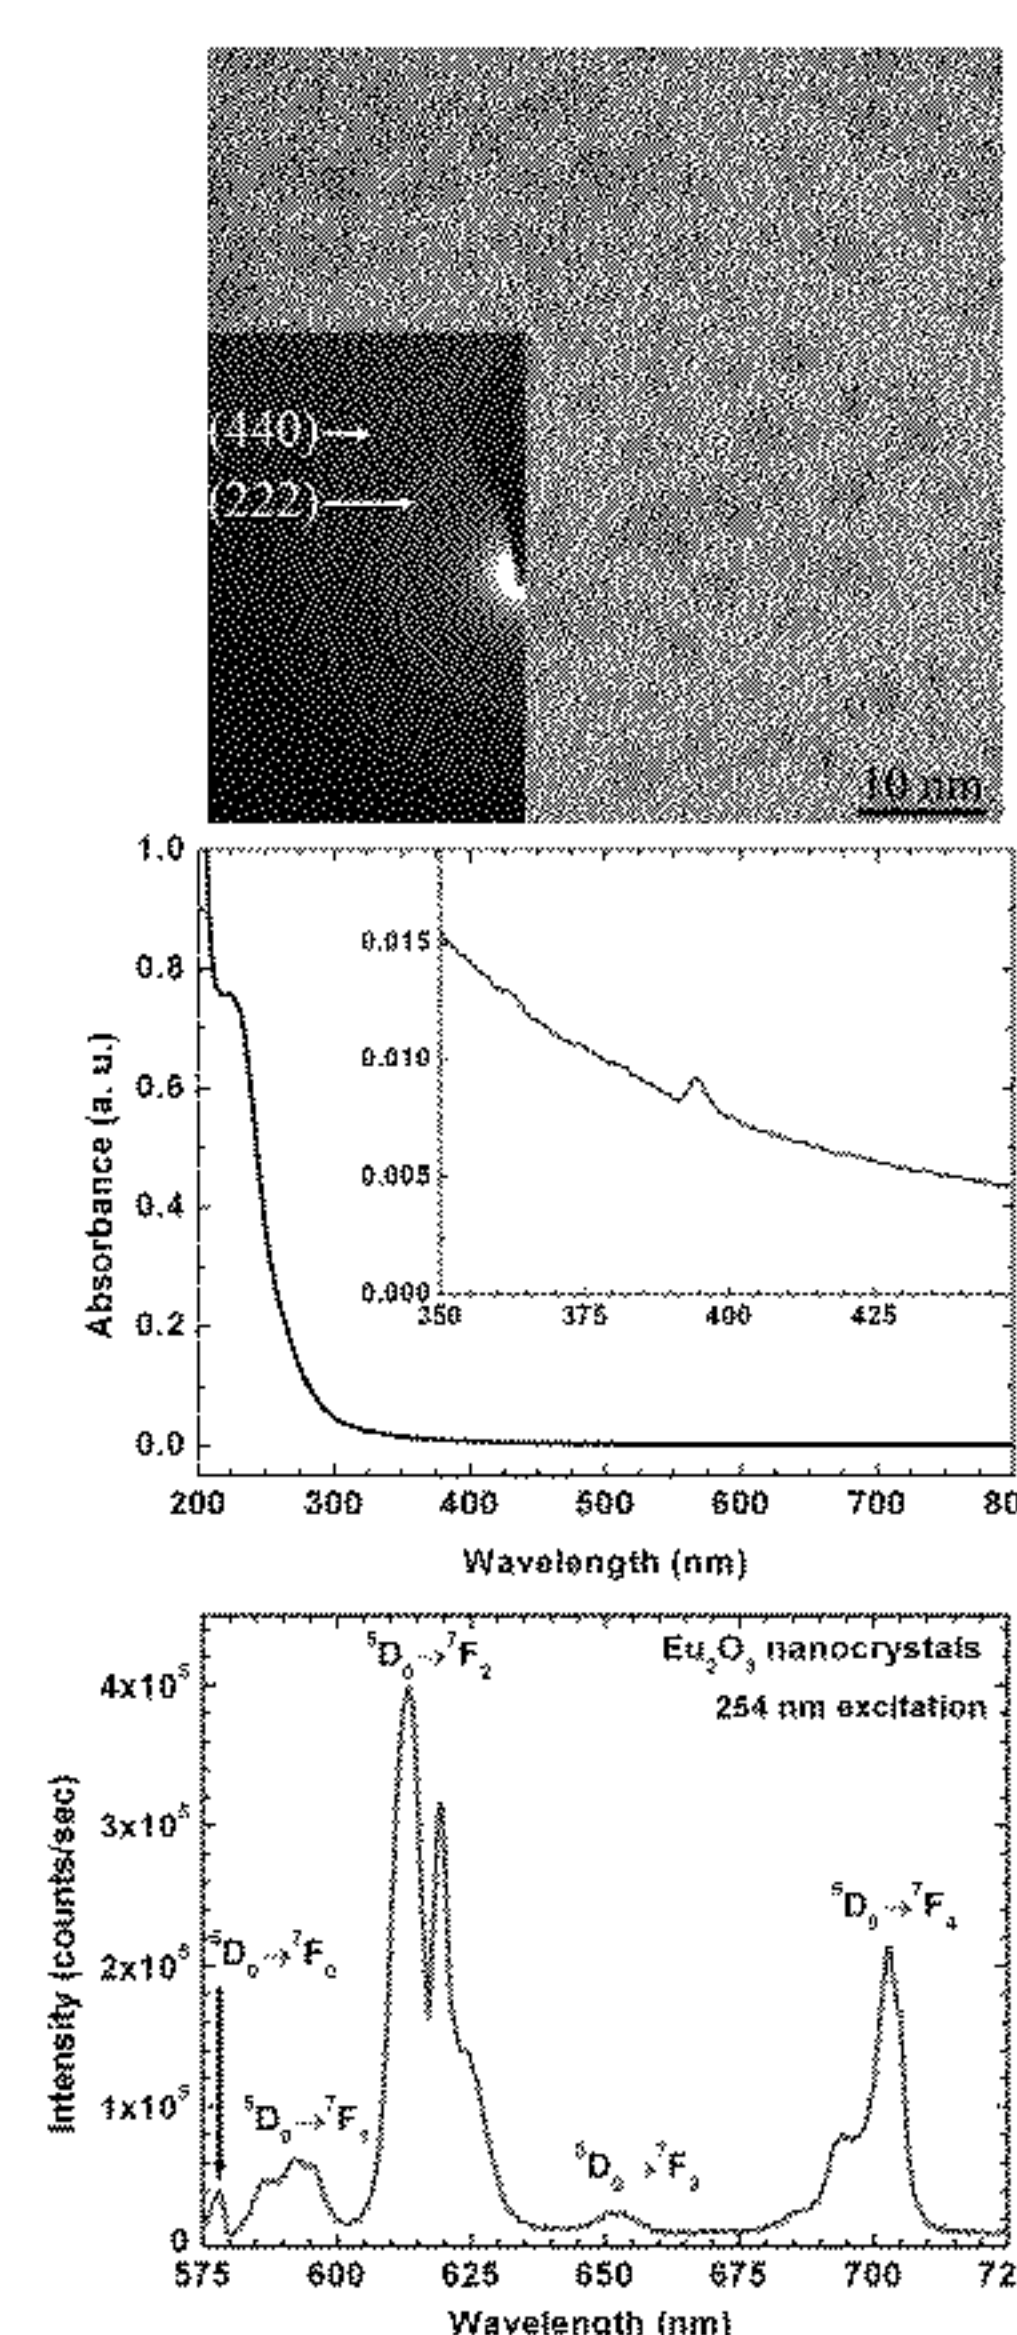 (440)
(222)
10 nm
1.0
0.8
0.6
0.4
0.2
0.0
Absorbance (a. u.)
0.015
0.010
0.005
0.000
350 375 400 425
200 300 400 500 600 700 80
Wavelength (nm)
⁵D₀→⁷F₂
Eu₂O₃ nanocrystals
254 nm excitation
4x10⁵
3x10⁵
2x10⁵
1x10⁵
0
Intensity (counts/sec)
⁵D₀→⁷F₄
⁵D₀→⁷F₀
⁵D₀→⁷F₁
⁵D₀→⁷F₃
575 600 625 650 675 700 72
Wavelength (nm)